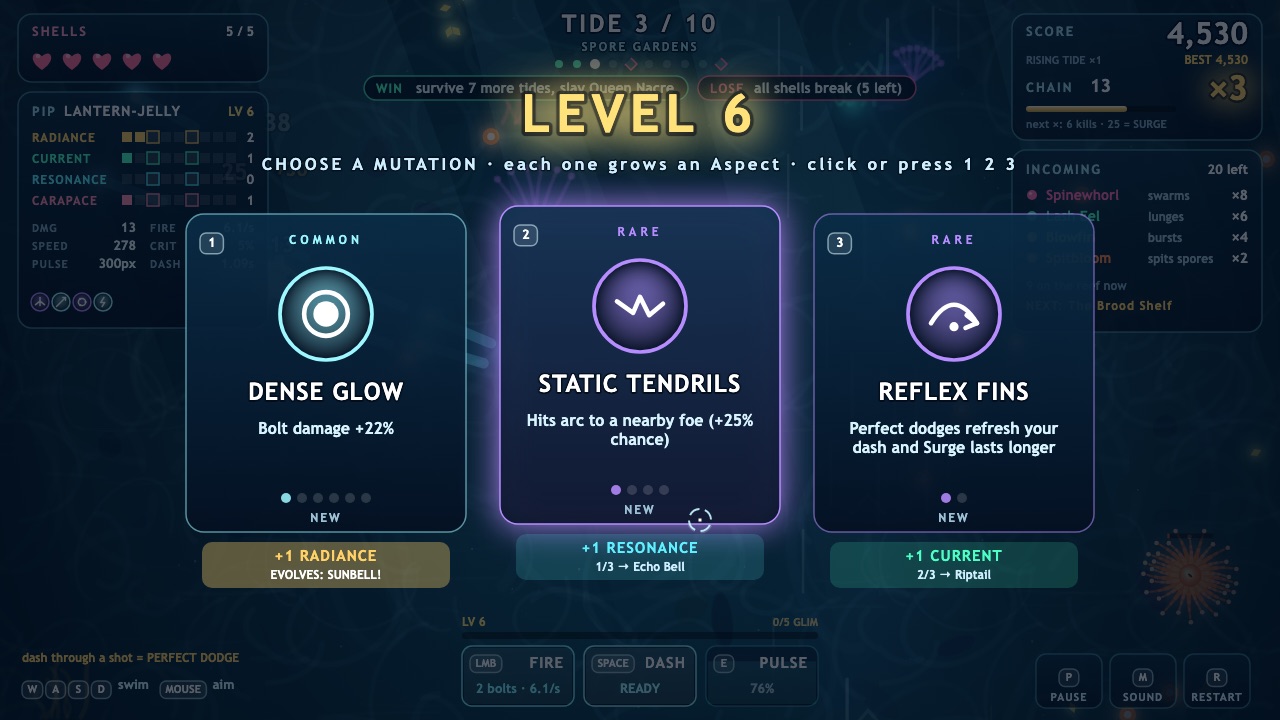 SHELLS 5 / 5
TIDE 3 / 10
SPORE GARDENS
SCORE 4,530
RISING TIDE ×1 BEST 4,530
CHAIN 13 ×3
next ×: 6 kills · 25 = SURGE
WIN survive 7 more tides, slay Queen Nacre
LOSE all shells break (5 left)
LEVEL 6
CHOOSE A MUTATION · each one grows an Aspect · click or press 1 2 3
PIP LANTERN-JELLY LV 6
RADIANCE 2
CURRENT 1
RESONANCE 0
CARAPACE 1
DMG 13 FIRE
SPEED 278 CRIT
PULSE 300px DASH
INCOMING 20 left
Spinewhorl swarms ×8
Eel lunges ×6
bursts ×4
spits spores ×2
now
Brood Shelf
1 COMMON
DENSE GLOW
Bolt damage +22%
NEW
+1 RADIANCE
EVOLVES: SUNBELL!
2 RARE
STATIC TENDRILS
Hits arc to a nearby foe (+25%
chance)
NEW
+1 RESONANCE
1/3 → Echo Bell
3 RARE
REFLEX FINS
Perfect dodges refresh your
dash and Surge lasts longer
NEW
+1 CURRENT
2/3 → Riptail
LV 6 0/5 GLIM
LMB FIRE
2 bolts · 6.1/s
SPACE DASH
READY
E PULSE
76%
dash through a shot = PERFECT DODGE
W A S D swim MOUSE aim
P PAUSE
M SOUND
R RESTART